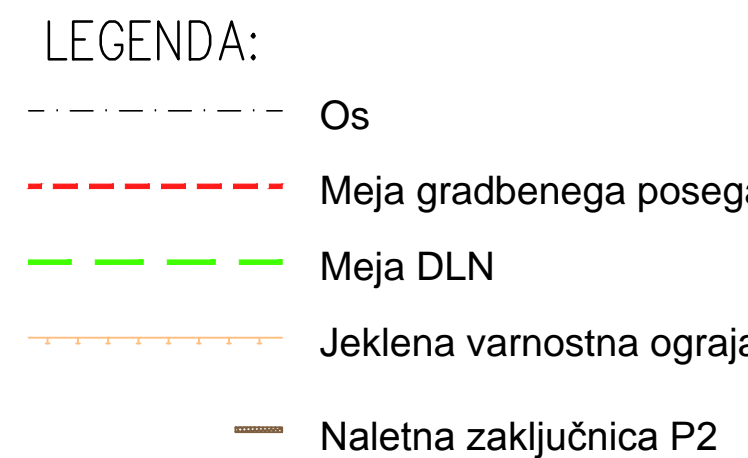 LEGENDA:
Os
Meja gradbenega posega
Meja DLN
Jeklena varnostna ograja
Naletna zaključnica P2